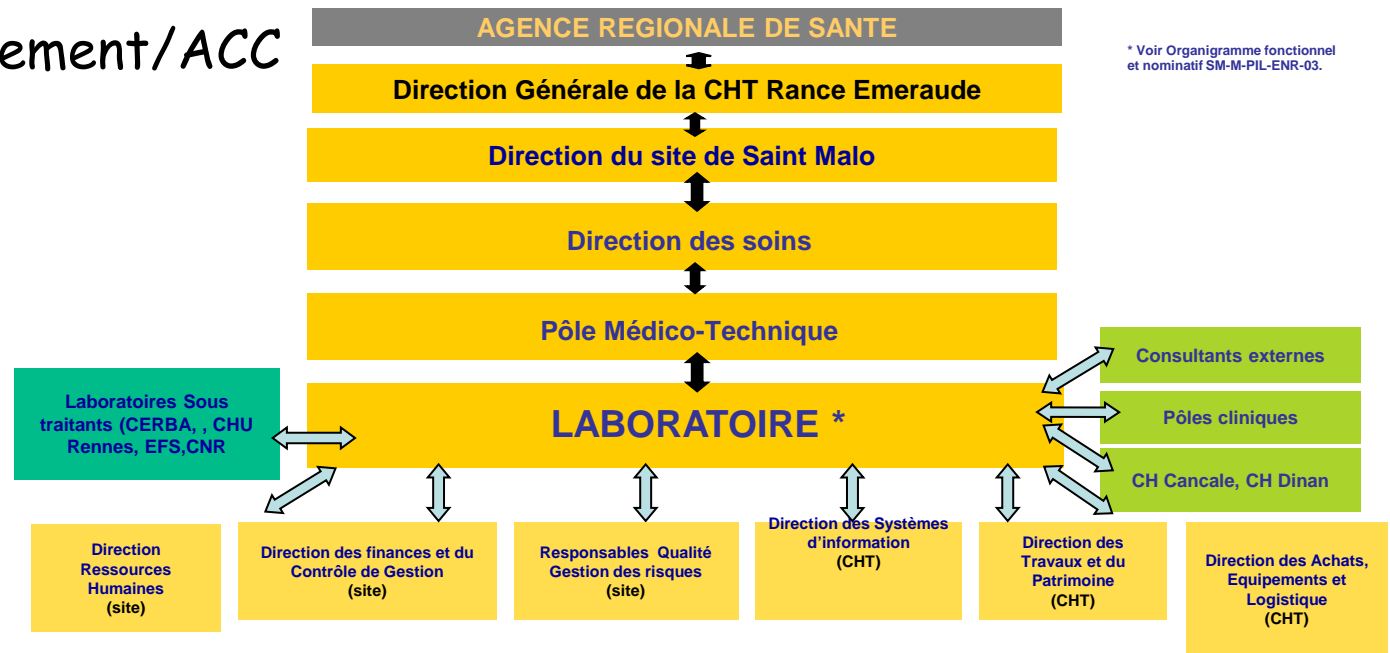 ement/ACC
AGENCE REGIONALE DE SANTE
* Voir Organigramme fonctionnel
et nominatif SM-M-PIL-ENR-03.
Direction Générale de la CHT Rance Emeraude
Direction du site de Saint Malo
Direction des soins
Pôle Médico-Technique
Consultants externes
Laboratoires Sous
traitants (CERBA, , CHU
Rennes, EFS,CNR
LABORATOIRE *
Pôles cliniques
CH Cancale, CH Dinan
Direction
Ressources
Humaines
(site)
Direction des finances et du
Contrôle de Gestion
(site)
Responsables Qualité
Gestion des risques
(site)
Direction des Systèmes
d’information
(CHT)
Direction des
Travaux et du
Patrimoine
(CHT)
Direction des Achats,
Equipements et
Logistique
(CHT)